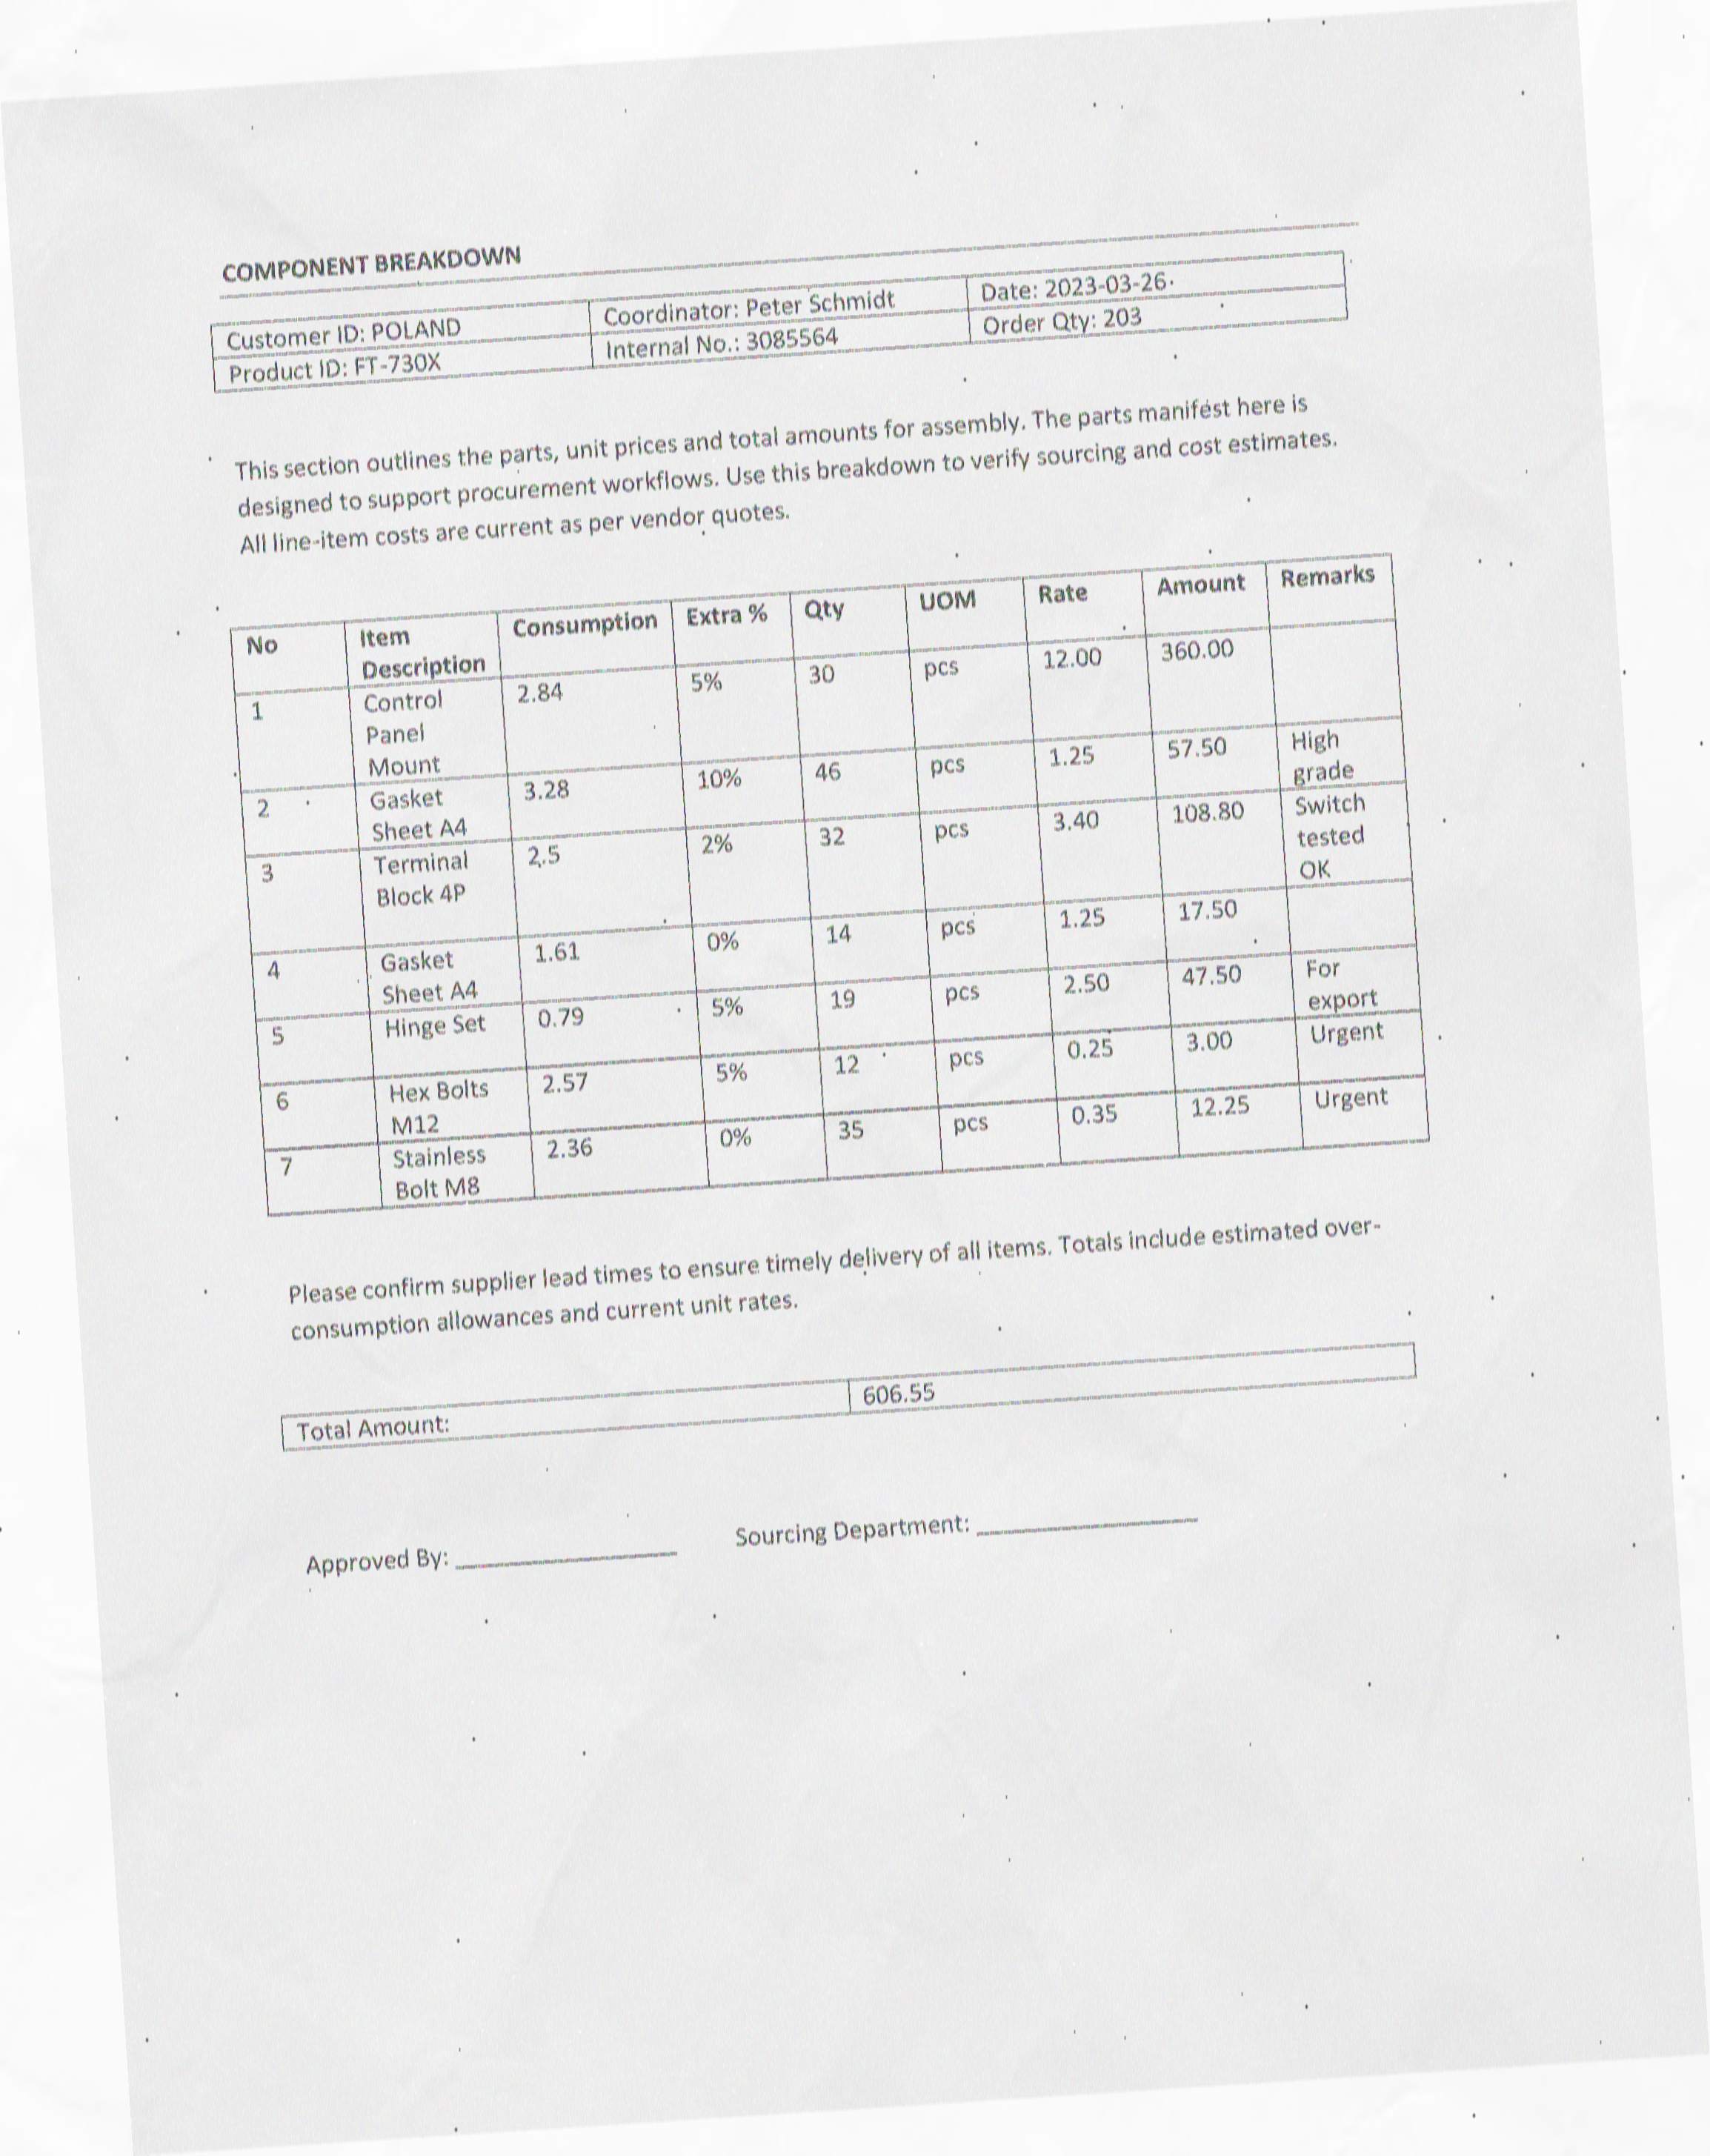 COMPONENT BREAKDOWN
Customer ID: POLAND Coordinator: Peter Schmidt Date: 2023-03-26
Product ID: FT-730X Internal No.: 3085564 Order Qty: 203
This section outlines the parts, unit prices and total amounts for assembly. The parts manifest here is
designed to support procurement workflows. Use this breakdown to verify sourcing and cost estimates.
All line-item costs are current as per vendor quotes.
No Item Description Consumption Extra % Qty UOM Rate Amount Remarks
1 Control Panel Mount 2.84 5% 30 pcs 12.00 360.00
2 Gasket Sheet A4 3.28 10% 46 pcs 1.25 57.50 High grade
3 Terminal Block 4P 2.5 2% 32 pcs 3.40 108.80 Switch tested OK
4 Gasket Sheet A4 1.61 0% 14 pcs 1.25 17.50
5 Hinge Set 0.79 5% 19 pcs 2.50 47.50 For export
6 Hex Bolts M12 2.57 5% 12 pcs 0.25 3.00 Urgent
7 Stainless Bolt M8 2.36 0% 35 pcs 0.35 12.25 Urgent
Please confirm supplier lead times to ensure timely delivery of all items. Totals include estimated over-
consumption allowances and current unit rates.
Total Amount: 606.55
Approved By: ____________________ Sourcing Department: ____________________